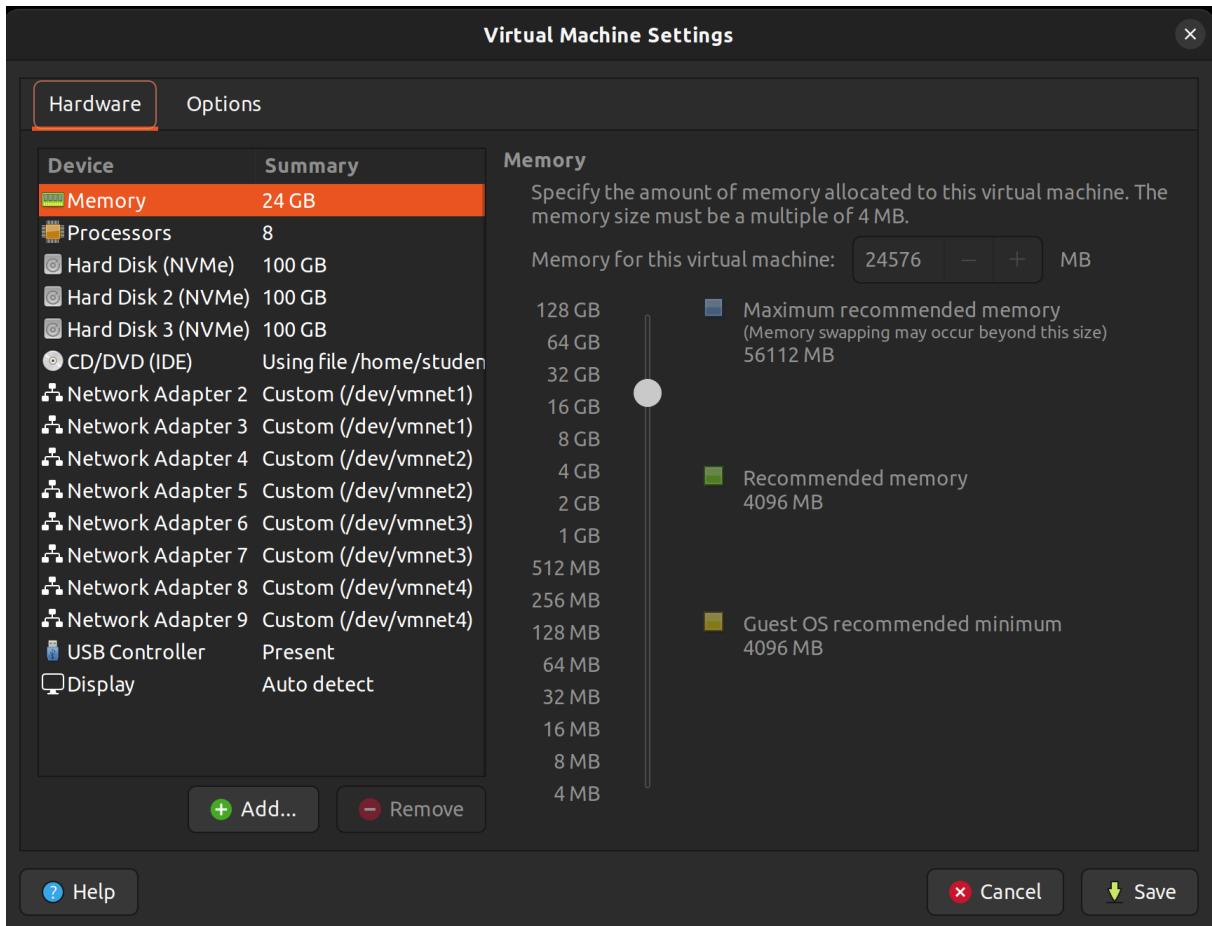 Virtual Machine Settings
Hardware Options
Device Summary
Memory 24 GB
Processors 8
Hard Disk (NVMe) 100 GB
Hard Disk 2 (NVMe) 100 GB
Hard Disk 3 (NVMe) 100 GB
CD/DVD (IDE) Using file /home/studen
Network Adapter 2 Custom (/dev/vmnet1)
Network Adapter 3 Custom (/dev/vmnet1)
Network Adapter 4 Custom (/dev/vmnet2)
Network Adapter 5 Custom (/dev/vmnet2)
Network Adapter 6 Custom (/dev/vmnet3)
Network Adapter 7 Custom (/dev/vmnet3)
Network Adapter 8 Custom (/dev/vmnet4)
Network Adapter 9 Custom (/dev/vmnet4)
USB Controller Present
Display Auto detect
Add...
Remove
Memory
Specify the amount of memory allocated to this virtual machine. The
memory size must be a multiple of 4 MB.
Memory for this virtual machine: 24576 − + MB
128 GB
64 GB
32 GB
16 GB
8 GB
4 GB
2 GB
1 GB
512 MB
256 MB
128 MB
64 MB
32 MB
16 MB
8 MB
4 MB
Maximum recommended memory
(Memory swapping may occur beyond this size)
56112 MB
Recommended memory
4096 MB
Guest OS recommended minimum
4096 MB
Help
Cancel
Save